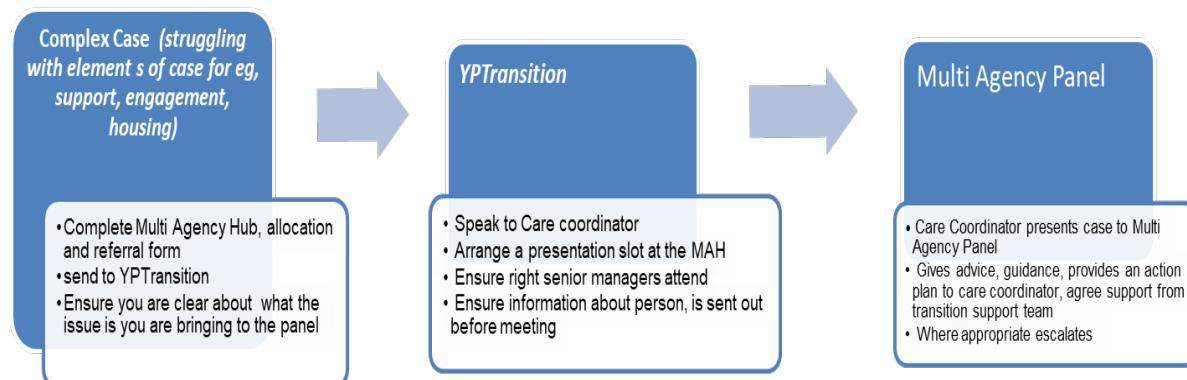 Complex Case (struggling
with element s of case for eg,
support, engagement,
housing)
• Complete Multi Agency Hub, allocation
and referral form
• send to YPTransition
• Ensure you are clear about what the
issue is you are bringing to the panel
YPTransition
• Speak to Care coordinator
• Arrange a presentation slot at the MAH
• Ensure right senior managers attend
• Ensure information about person, is sent out
before meeting
Multi Agency Panel
• Care Coordinator presents case to Multi
Agency Panel
• Gives advice, guidance, provides an action
plan to care coordinator, agree support from
transition support team
• Where appropriate escalates